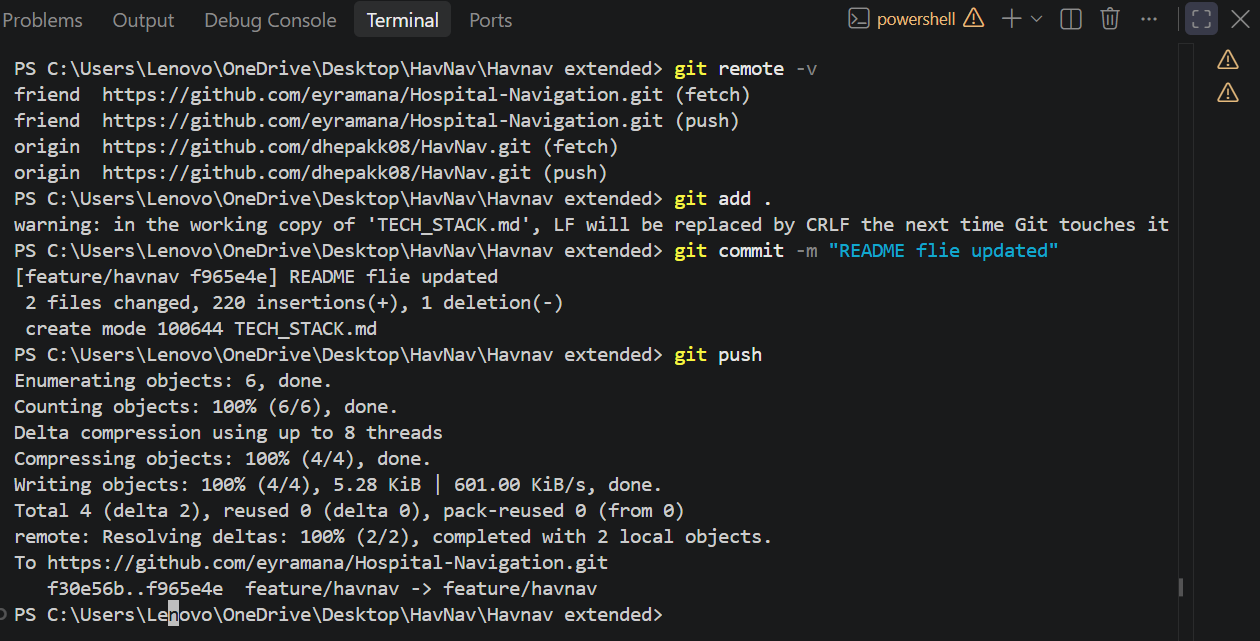 Problems Output Debug Console Terminal Ports powershell
PS C:\Users\Lenovo\OneDrive\Desktop\HavNav\Havnav extended> git remote -v
friend  https://github.com/eyramana/Hospital-Navigation.git (fetch)
friend  https://github.com/eyramana/Hospital-Navigation.git (push)
origin  https://github.com/dhepakk08/HavNav.git (fetch)
origin  https://github.com/dhepakk08/HavNav.git (push)
PS C:\Users\Lenovo\OneDrive\Desktop\HavNav\Havnav extended> git add .
warning: in the working copy of 'TECH_STACK.md', LF will be replaced by CRLF the next time Git touches it
PS C:\Users\Lenovo\OneDrive\Desktop\HavNav\Havnav extended> git commit -m "README flie updated"
[feature/havnav f965e4e] README flie updated
 2 files changed, 220 insertions(+), 1 deletion(-)
 create mode 100644 TECH_STACK.md
PS C:\Users\Lenovo\OneDrive\Desktop\HavNav\Havnav extended> git push
Enumerating objects: 6, done.
Counting objects: 100% (6/6), done.
Delta compression using up to 8 threads
Compressing objects: 100% (4/4), done.
Writing objects: 100% (4/4), 5.28 KiB | 601.00 KiB/s, done.
Total 4 (delta 2), reused 0 (delta 0), pack-reused 0 (from 0)
remote: Resolving deltas: 100% (2/2), completed with 2 local objects.
To https://github.com/eyramana/Hospital-Navigation.git
   f30e56b..f965e4e  feature/havnav -> feature/havnav
PS C:\Users\Lenovo\OneDrive\Desktop\HavNav\Havnav extended>